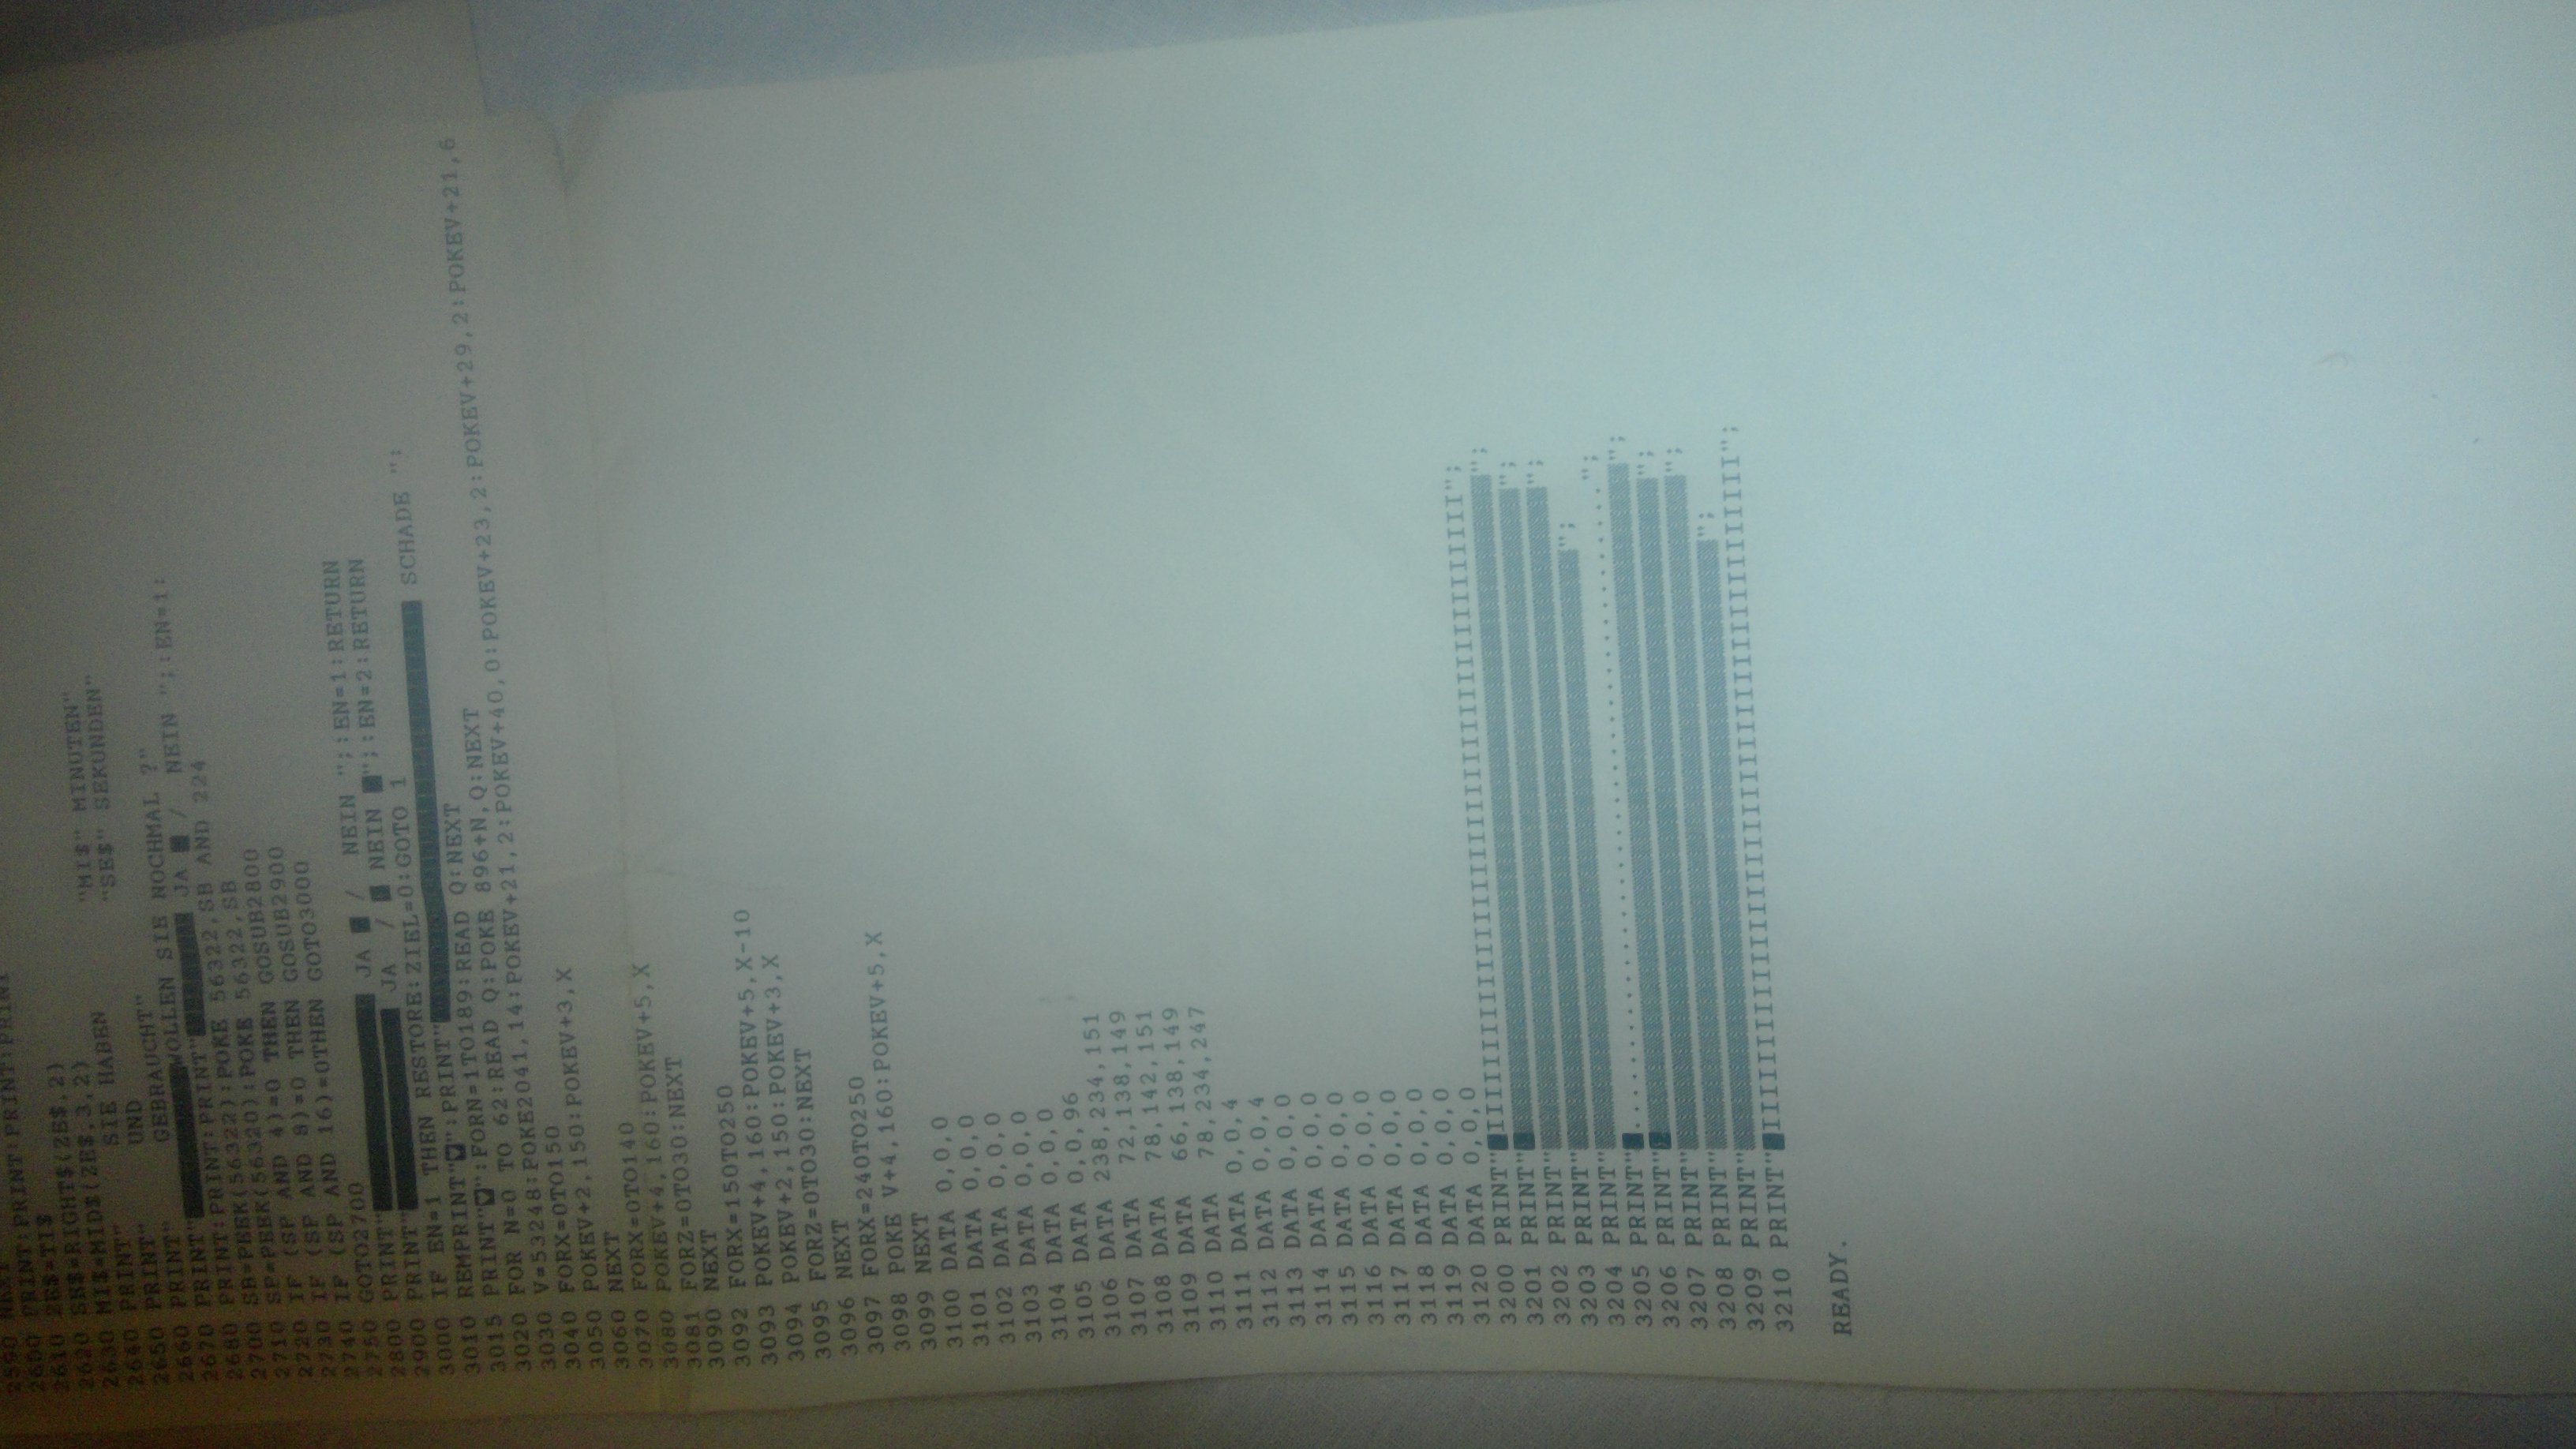 2590 NEXT
2600 PRINT:PRINT:PRINT:PRINT
2610 ZE$=TI$
2620 SE$=RIGHT$(ZE$,2)
2630 MI$=MID$(ZE$,3,2)
2640 PRINT" SIE HABEN "MI$" MINUTEN"
2650 PRINT" UND "SE$" SEKUNDEN"
2660 PRINT" GEBRAUCHT"
2670 PRINT"WOLLEN SIE NOCHMAL ?"
2680 PRINT:PRINT:PRINT" JA / NEIN ";:EN=1:
2700 SB=PEEK(56322):POKE 56322,SB AND 224
2710 SP=PEEK(56320):POKE 56322,SB
2720 IF (SP AND 4)=0 THEN GOSUB2800
2730 IF (SP AND 8)=0 THEN GOSUB2900
2740 IF (SP AND 16)=0THEN GOTO3000
2750 GOTO2700
2800 PRINT" JA / NEIN ";:EN=1:RETURN
2900 PRINT" JA / NEIN ";:EN=2:RETURN
3000 IF EN=1 THEN RESTORE:ZIEL=0:GOTO 1
3010 REMPRINT"♥":PRINT" SCHADE ";
3015 PRINT"♥":FORN=1TO189:READ Q:NEXT
3020 FOR N=0 TO 62:READ Q:POKE 896+N,Q:NEXT
3030 V=53248:POKE2041,14:POKEV+21,2:POKEV+40,0:POKEV+23,2:POKEV+29,2:POKEV+21,6
3040 FORX=0TO150
3050 POKEV+2,150:POKEV+3,X
3060 NEXT
3070 FORX=0TO140
3080 POKEV+4,160:POKEV+5,X
3081 FORZ=0TO30:NEXT
3090 NEXT
3092 FORX=150TO250
3093 POKEV+4,160:POKEV+5,X-10
3094 POKEV+2,150:POKEV+3,X
3095 FORZ=0TO30:NEXT
3096 NEXT
3097 FORX=240TO250
3098 POKE V+4,160:POKEV+5,X
3099 NEXT
3100 DATA 0,0,0
3101 DATA 0,0,0
3102 DATA 0,0,0
3103 DATA 0,0,0
3104 DATA 0,0,0
3105 DATA 0,0,96
3106 DATA 238,234,151
3107 DATA  72,138,149
3108 DATA  78,142,151
3109 DATA  66,138,149
3110 DATA  78,234,247
3111 DATA 0,0,4
3112 DATA 0,0,4
3113 DATA 0,0,0
3114 DATA 0,0,0
3115 DATA 0,0,0
3116 DATA 0,0,0
3117 DATA 0,0,0
3118 DATA 0,0,0
3119 DATA 0,0,0
3120 DATA 0,0,0
3200 PRINT"IIIIIIIIIIIIIIIIIIIIIIIIIIIIIIIIIIIIIII";
3201 PRINT"";
3202 PRINT"";
3203 PRINT"";
3204 PRINT"";
3205 PRINT".......................................";
3206 PRINT"";
3207 PRINT"";
3208 PRINT"";
3209 PRINT"";
3210 PRINT"IIIIIIIIIIIIIIIIIIIIIIIIIIIIIIIIIIIIIIII";
READY.